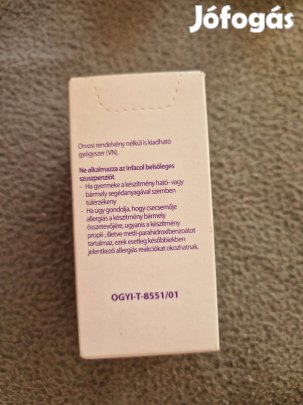 Jófogás
Orvosi rendelvény nélkül is kiadható
gyógyszer (VN).
Ne alkalmazza az Infacol belsőleges
szuszpenziót
- Ha gyermeke a készítmény ható- vagy
bármely segédanyagával szemben
túlérzékeny
- Ha úgy gondolja, hogy csecsemője
allergiás a készítmény bármely
összetevőjére, ugyanis a készítmény
propil-, illetve metil-parahidroxibenzoátot
tartalmaz, ezek esetleg későbbiekben
jelentkező allergiás reakciókat okozhatnak.
OGYI-T-8551/01